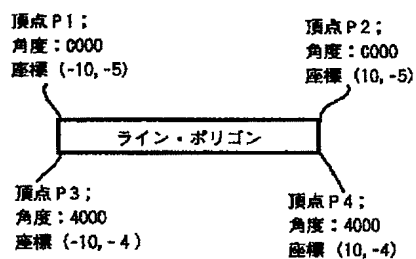 頂点P1;
角度:C000
座標(-10,-5)
頂点P2;
角度:C000
座標(10,-5)
ライン・ポリゴン
頂点P3;
角度:4000
座標(-10,-4)
頂点P4;
角度:4000
座標(10,-4)